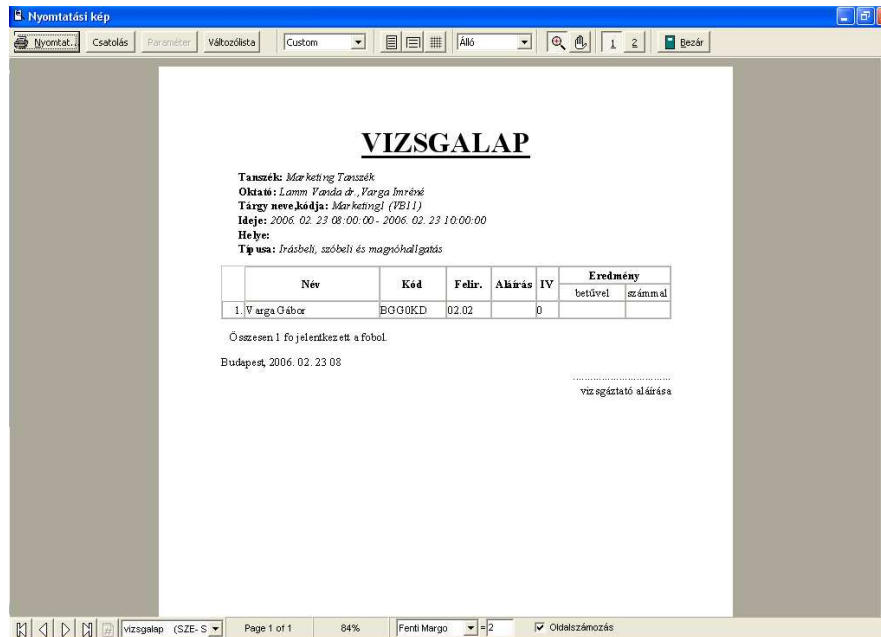 Nyomtatási kép
Nyomtat.. Csatolás Paraméter Változólista Custom Álló 1 2 Bezár
VIZSGALAP
Tanszék: Marketing Tanszék
Oktató: Lamm Vanda dr.,Varga Imréné
Tárgy neve,kódja: Marketing1 (VB11)
Ideje: 2006. 02. 23 08:00:00 - 2006. 02. 23 10:00:00
Helye:
Típusa: Irásbeli, szóbeli és magnóhallgatás
Név Kód Felir. Aláírás IV Eredmény
betűvel számmal
1. Varga Gábor BGG0KD 02.02 0
Összesen 1 fo jelentkezett a fobol.
Budapest, 2006. 02. 23 08
vizsgáztató aláírása
vizsgalap (SZE- S Page 1 of 1 84% Fenti Margo = 2 Oldalszámozás